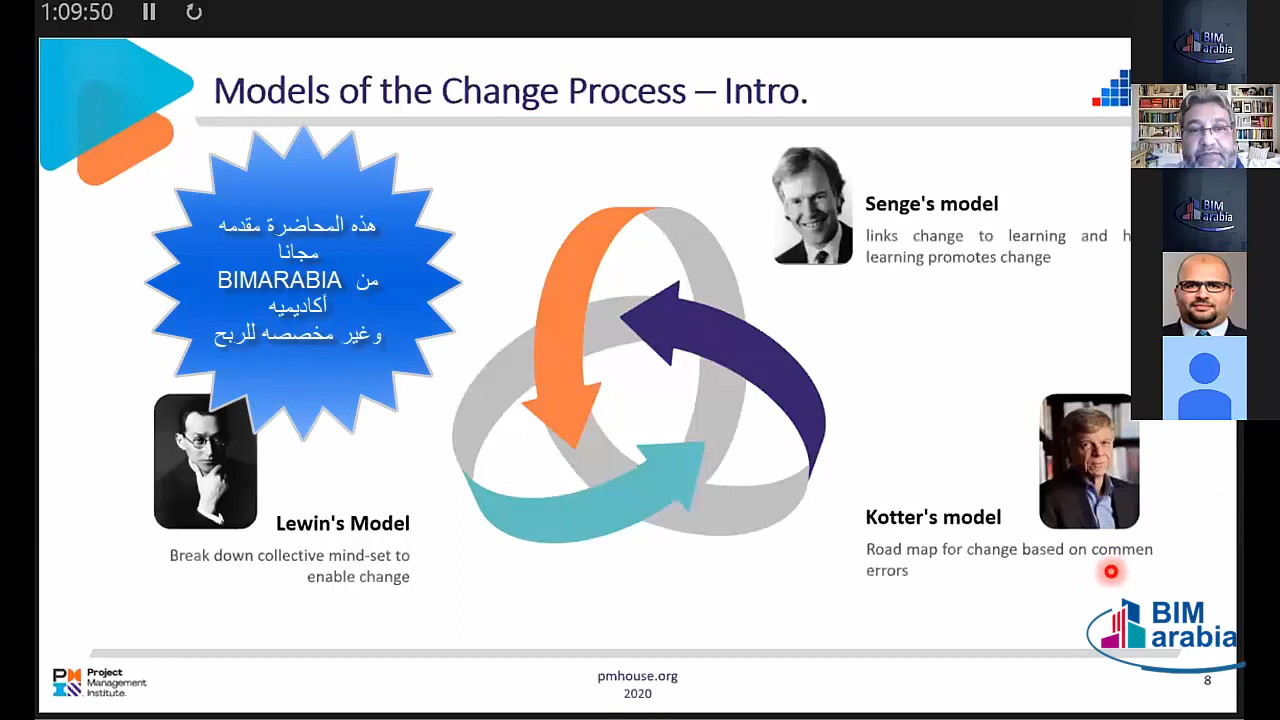 1:09:50
Models of the Change Process – Intro.
هذه المحاضرة مقدمه
مجانا
من BIMARABIA
أكاديميه
وغير مخصصه للربح
Senge's model
links change to learning and
learning promotes change
Lewin's Model
Break down collective mind-set to
enable change
Kotter's model
Road map for change based on commen
errors
BIM
arabia
BIM
arabia
BIM
arabia
Project
Management
Institute.
pmhouse.org
2020
8